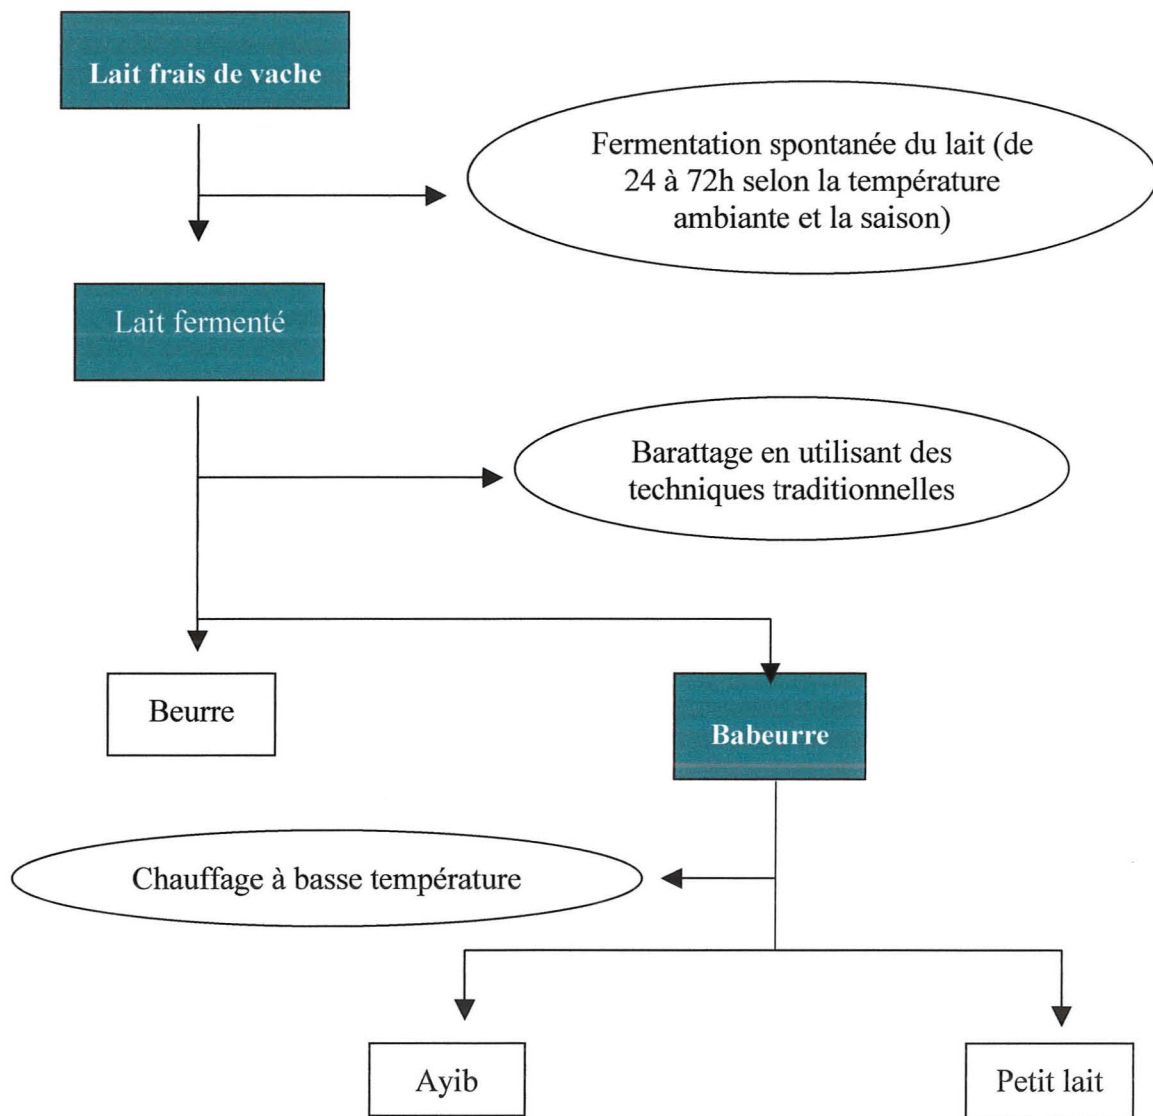 Lait frais de vache
Fermentation spontanée du lait (de
24 à 72h selon la température
ambiante et la saison)
Lait fermenté
Barattage en utilisant des
techniques traditionnelles
Beurre
Babeurre
Chauffage à basse température
Ayib
Petit lait